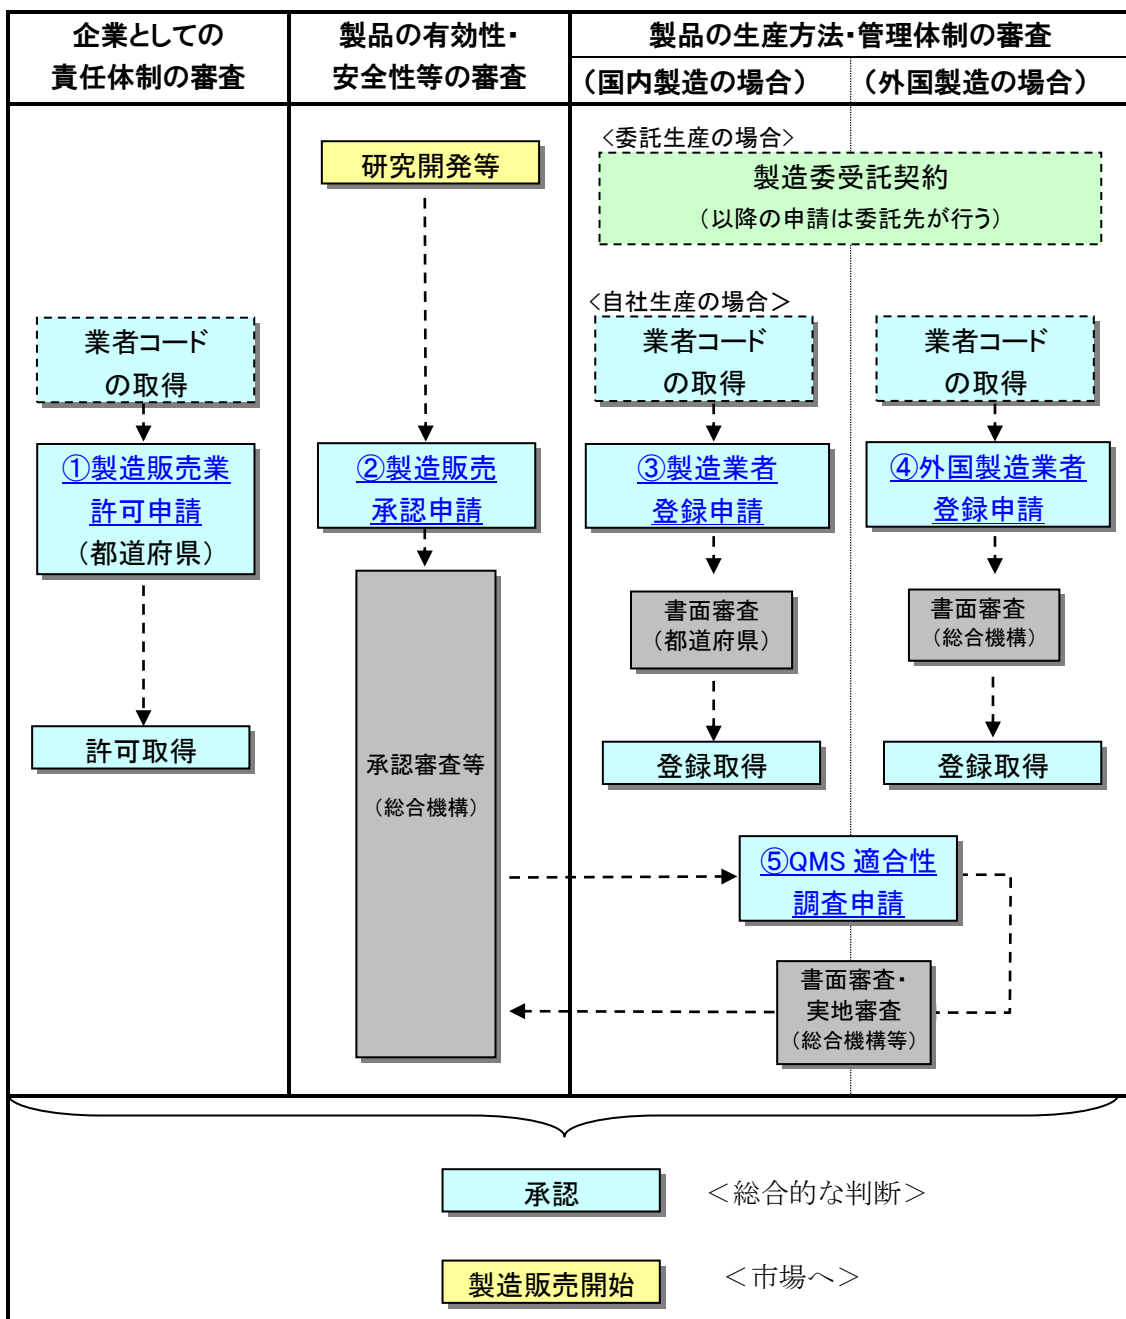 企業としての
責任体制の審査
製品の有効性・
安全性等の審査
製品の生産方法・管理体制の審査
（国内製造の場合）
（外国製造の場合）
研究開発等
<委託生産の場合>
製造委受託契約
（以降の申請は委託先が行う）
<自社生産の場合＞
業者コード
の取得
業者コード
の取得
業者コード
の取得
①製造販売業
許可申請
（都道府県）
②製造販売
承認申請
③製造業者
登録申請
④外国製造業者
登録申請
書面審査
（都道府県）
書面審査
（総合機構）
許可取得
承認審査等
（総合機構）
登録取得
登録取得
⑤QMS 適合性
調査申請
書面審査・
実地審査
（総合機構等）
承認
＜総合的な判断＞
製造販売開始
＜市場へ＞